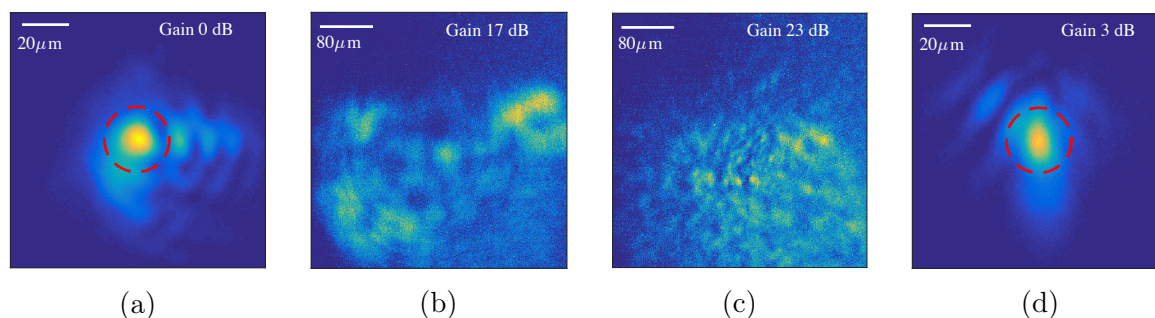 Gain 0 dB
20μm
Gain 17 dB
80μm
Gain 23 dB
80μm
Gain 3 dB
20μm
(a)
(b)
(c)
(d)